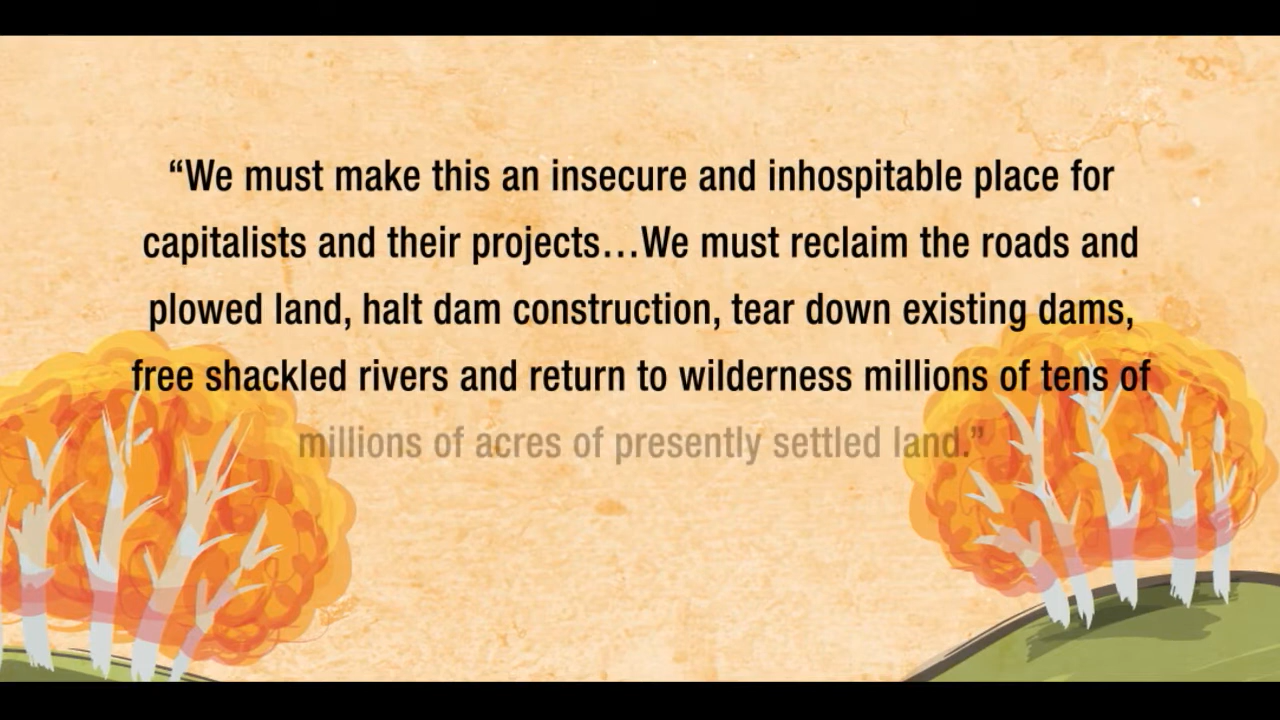 “We must make this an insecure and inhospitable place for
capitalists and their projects…We must reclaim the roads and
plowed land, halt dam construction, tear down existing dams,
free shackled rivers and return to wilderness millions of tens of
millions of acres of presently settled land.”